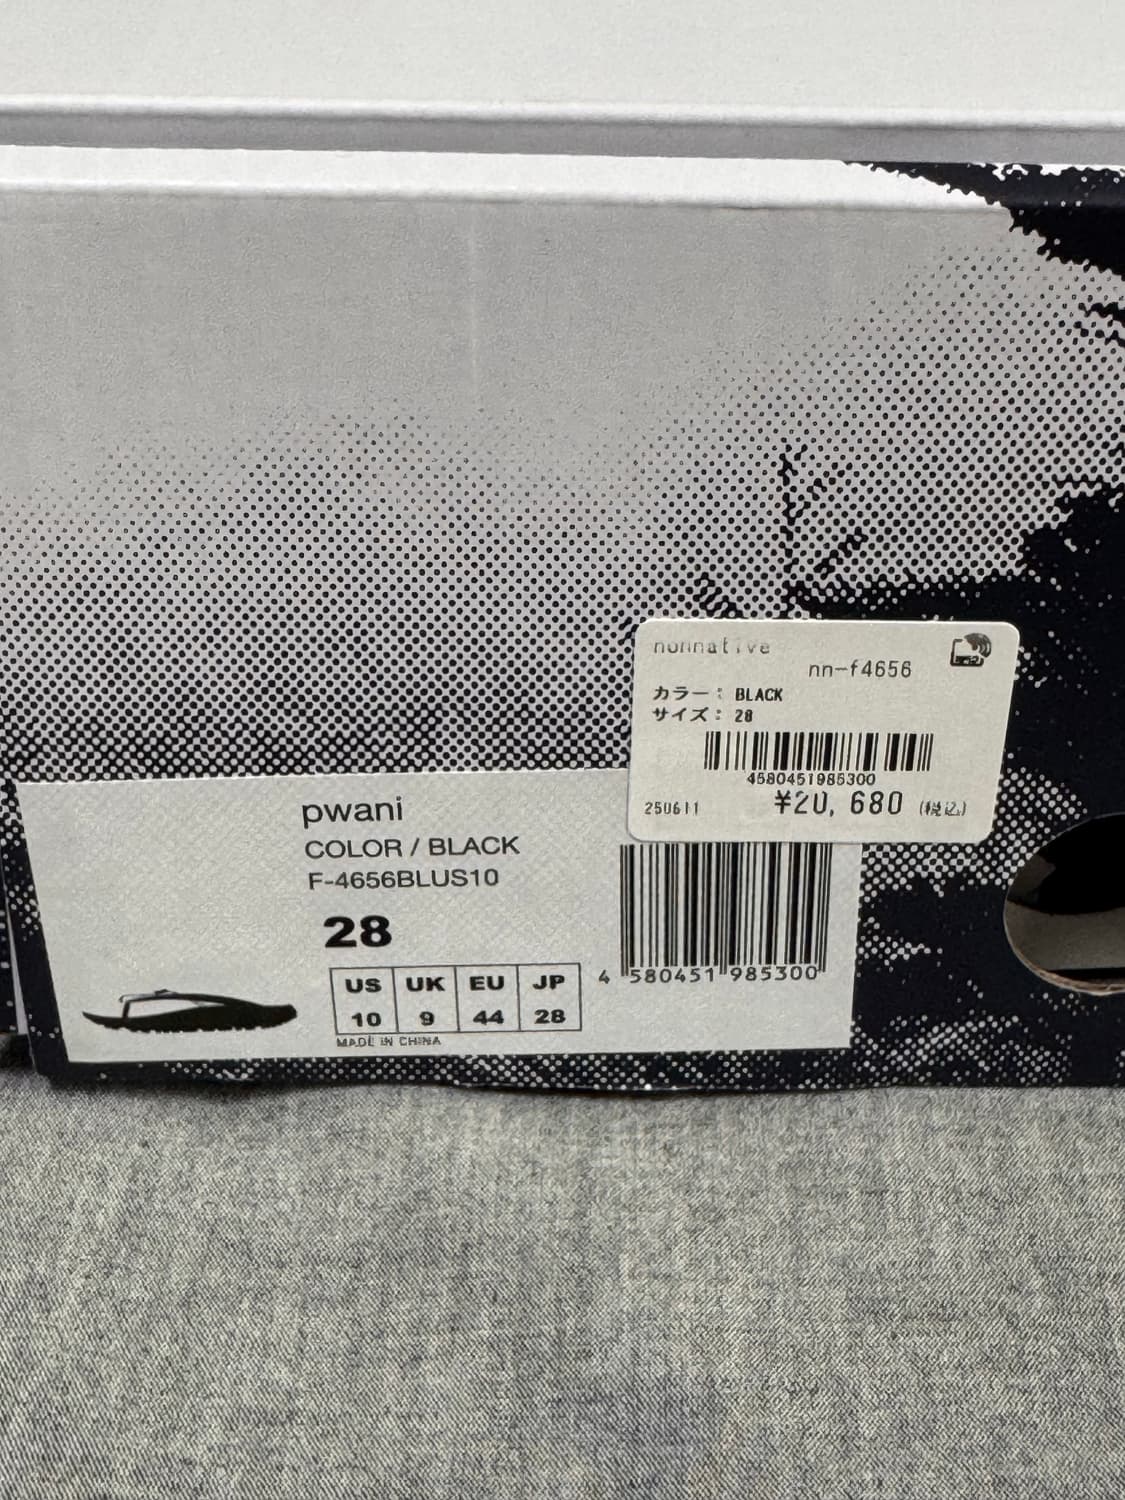 nonnative
nn-f4656
カラー： BLACK
サイズ： 28
4580451985300
250611 ¥20,680 (税込)
pwani
COLOR / BLACK
F-4656BLUS10
28
US UK EU JP
10 9 44 28
MADE IN CHINA
4 580451 985300